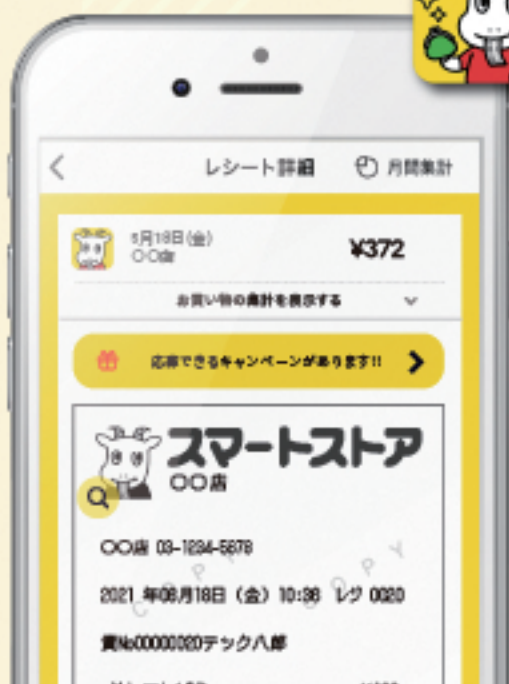 レシート詳細
月間集計
6月18日(金)
〇〇店
¥372
お買い物の集計を表示する
応募できるキャンペーンがあります!!
スマートストア
〇〇店
〇〇店 03-1234-5678
2021 年06月18日（金）10:36 レジ 0020
責No00000020テック八郎
COPY
COPY